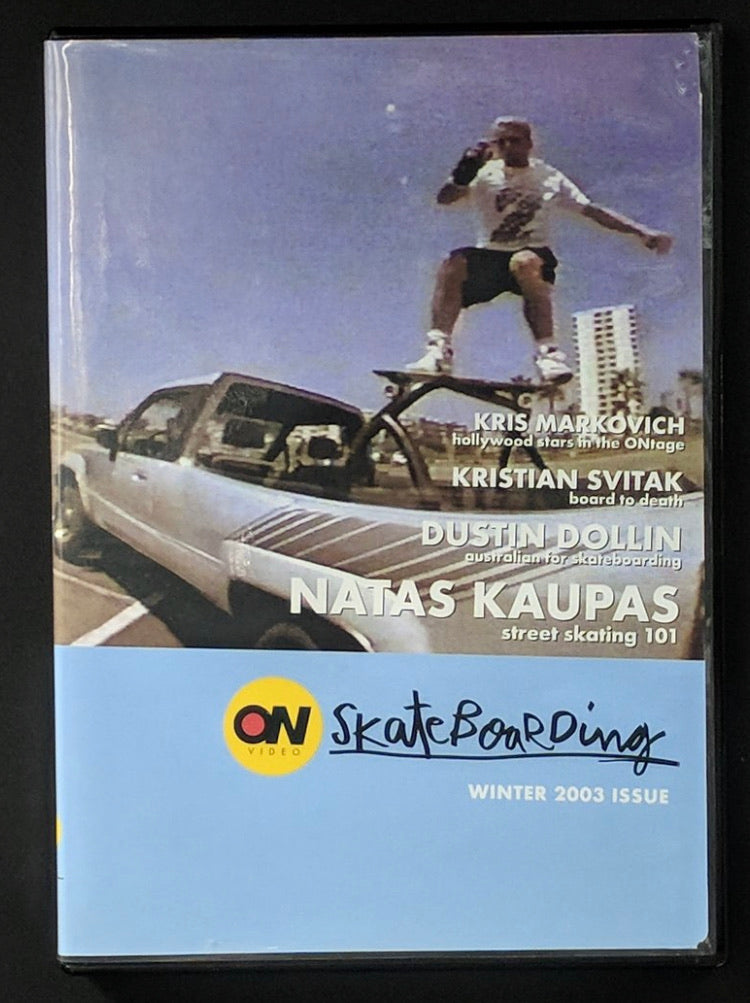 KRIS MARKOVICH
hollywood stars in the ONtage
KRISTIAN SVITAK
board to death
DUSTIN DOLLIN
australian for skateboarding
NATAS KAUPAS
street skating 101
ON
VIDEO
SKateBoaRDing
WINTER 2003 ISSUE